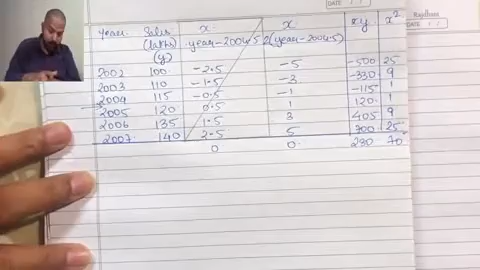 DATE
Rajdhara
DATE
Year Sales x x xy x²
(lakhs) year-2004.5 2(year-2004.5)
(y)
2002 100 -2.5 -5 -500 25
2003 110 -1.5 -3 -330 9
2004 115 -0.5 -1 -115 1
2005 120 0.5 1 120 1
2006 135 1.5 3 405 9
2007 140 2.5 5 700 25
0 0 280 70